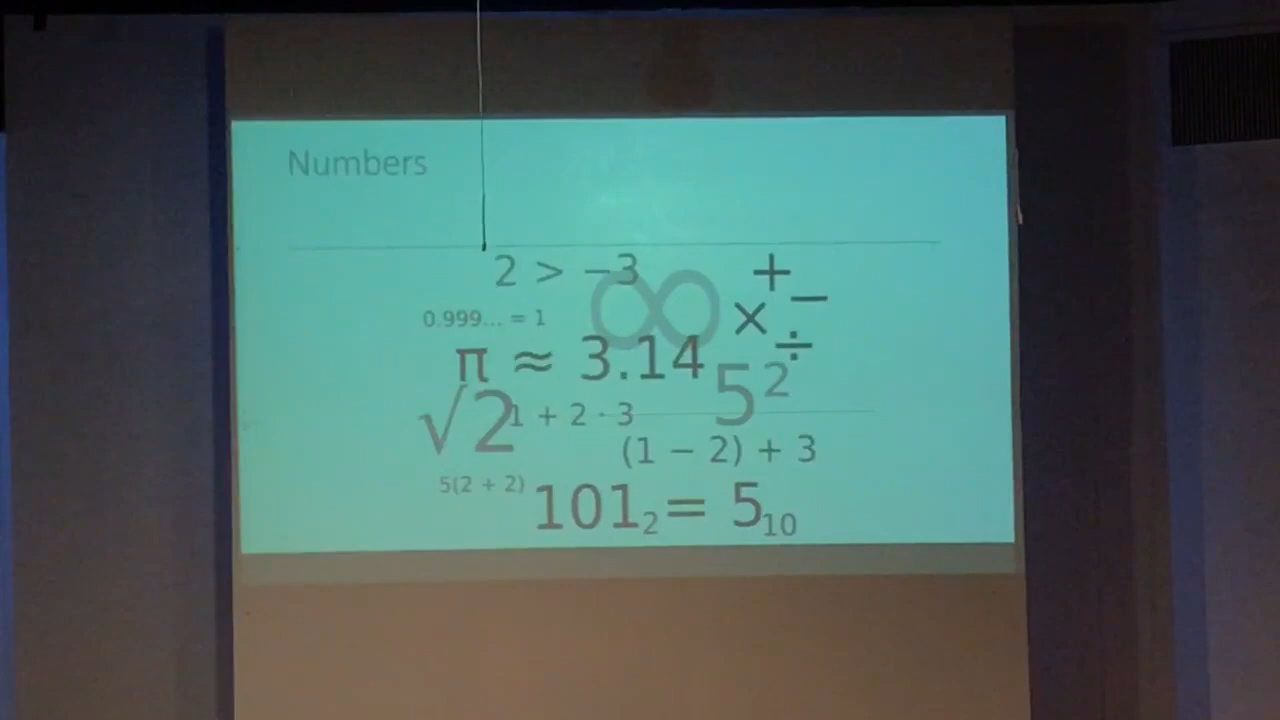 Numbers
2 > −3
∞
+
−
×
÷
0.999... = 1
π ≈ 3.14
5²
√2
1 + 2 · 3
(1 − 2) + 3
5(2 + 2)
101₂ = 5₁₀